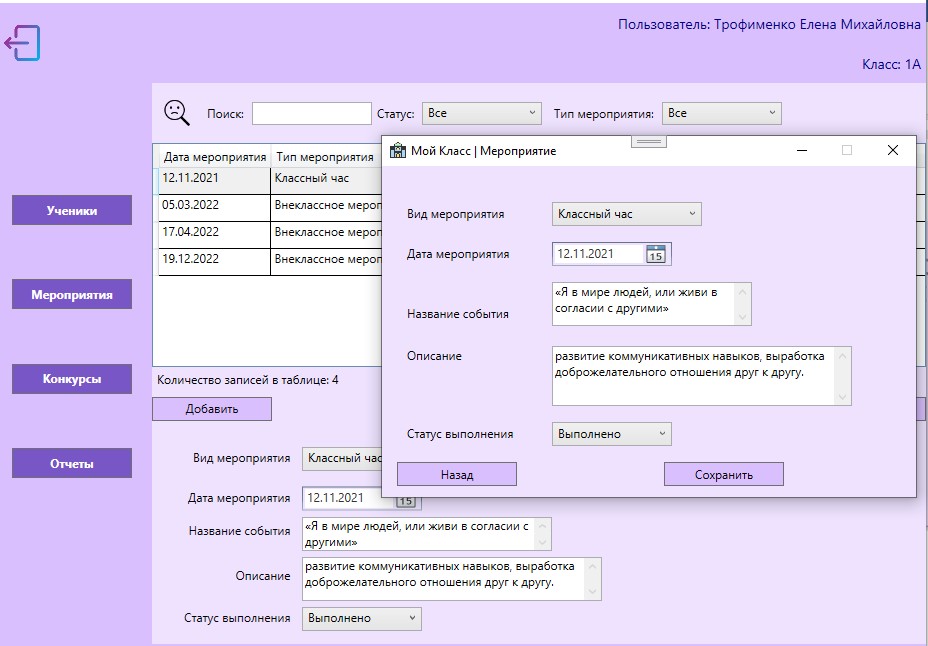 Пользователь: Трофименко Елена Михайловна
Класс: 1А
Поиск: Статус: Все Тип мероприятия: Все
Дата мероприятия Тип мероприятия
12.11.2021 Классный час
05.03.2022 Внеклассное
17.04.2022 Внеклассное
19.12.2022 Внеклассное
Ученики
Мероприятия
Конкурсы
Отчеты
Количество записей в таблице: 4
Добавить
Вид мероприятия Классный
Дата мероприятия 12.11.2021 15
Название события «Я в мире людей, или живи в согласии с
другими»
Описание развитие коммуникативных навыков, выработка
доброжелательного отношения друг к другу.
Статус выполнения Выполнено
Мой Класс | Мероприятие
Вид мероприятия Классный час
Дата мероприятия 12.11.2021 15
Название события «Я в мире людей, или живи в
согласии с другими»
Описание развитие коммуникативных навыков, выработка
доброжелательного отношения друг к другу.
Статус выполнения Выполнено
Назад Сохранить